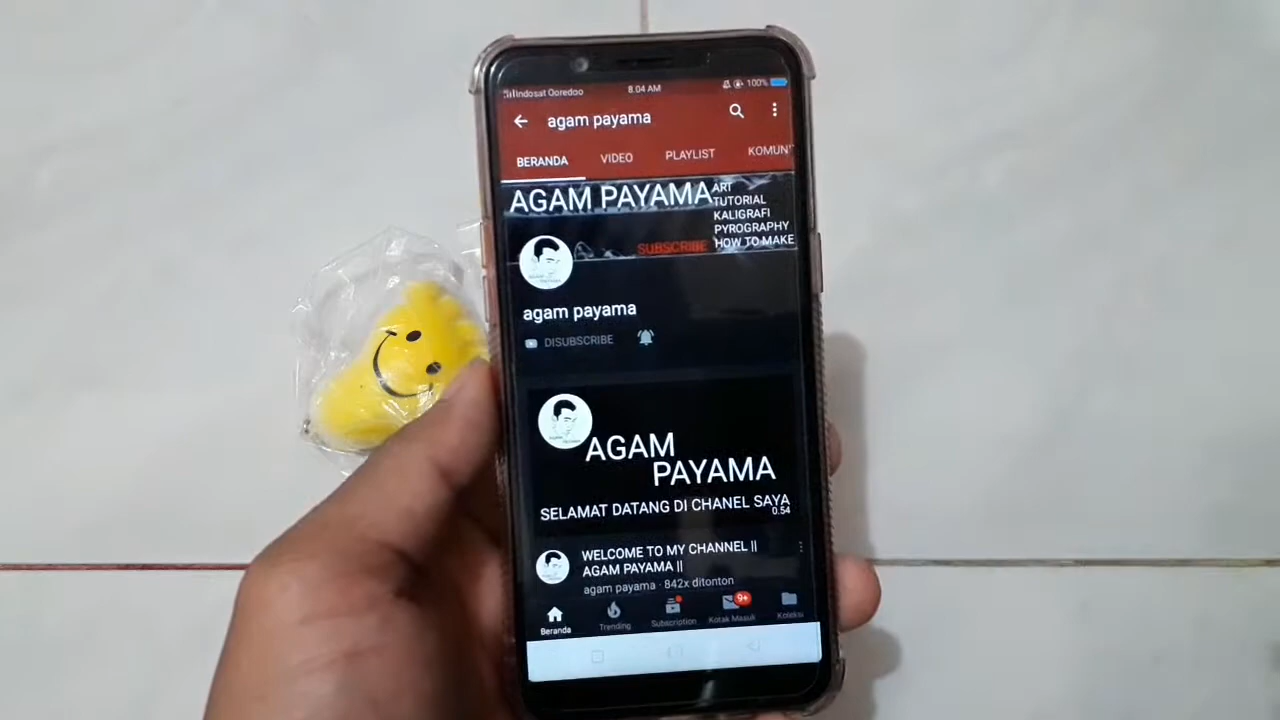 Indosat Ooredoo 8.04 AM 100%
agam payama
BERANDA VIDEO PLAYLIST KOMUNI
AGAM PAYAMA
ART
TUTORIAL
KALIGRAFI
PYROGRAPHY
HOW TO MAKE
SUBSCRIBE
agam payama
DISUBSCRIBE
AGAM
PAYAMA
SELAMAT DATANG DI CHANEL SAYA
0.54
WELCOME TO MY CHANNEL ||
AGAM PAYAMA ||
agam payama · 842x ditonton
9+
Beranda Trending Subscription Kotak Masuk Koleksi